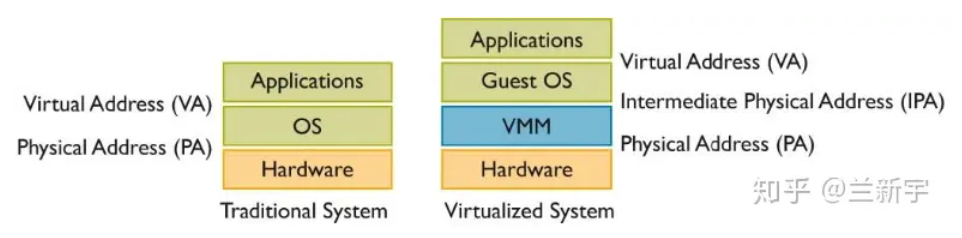 Applications
Virtual Address (VA)
OS
Physical Address (PA)
Hardware
Traditional System
Applications
Virtual Address (VA)
Guest OS
Intermediate Physical Address (IPA)
VMM
Physical Address (PA)
Hardware
Virtualized System
知乎 @兰新宇